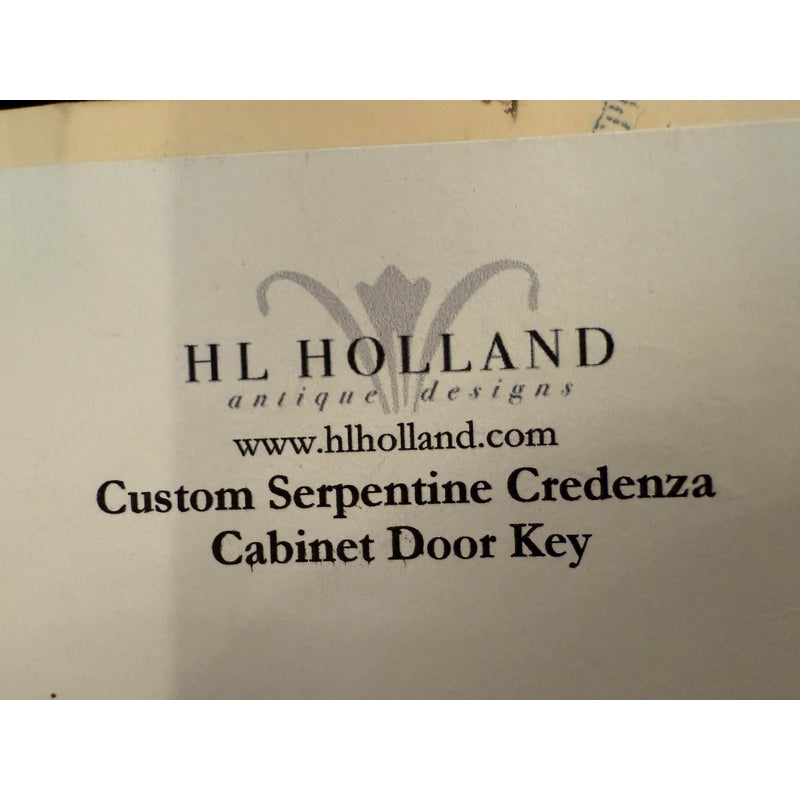 HL HOLLAND
antique designs
www.hlholland.com
Custom Serpentine Credenza
Cabinet Door Key